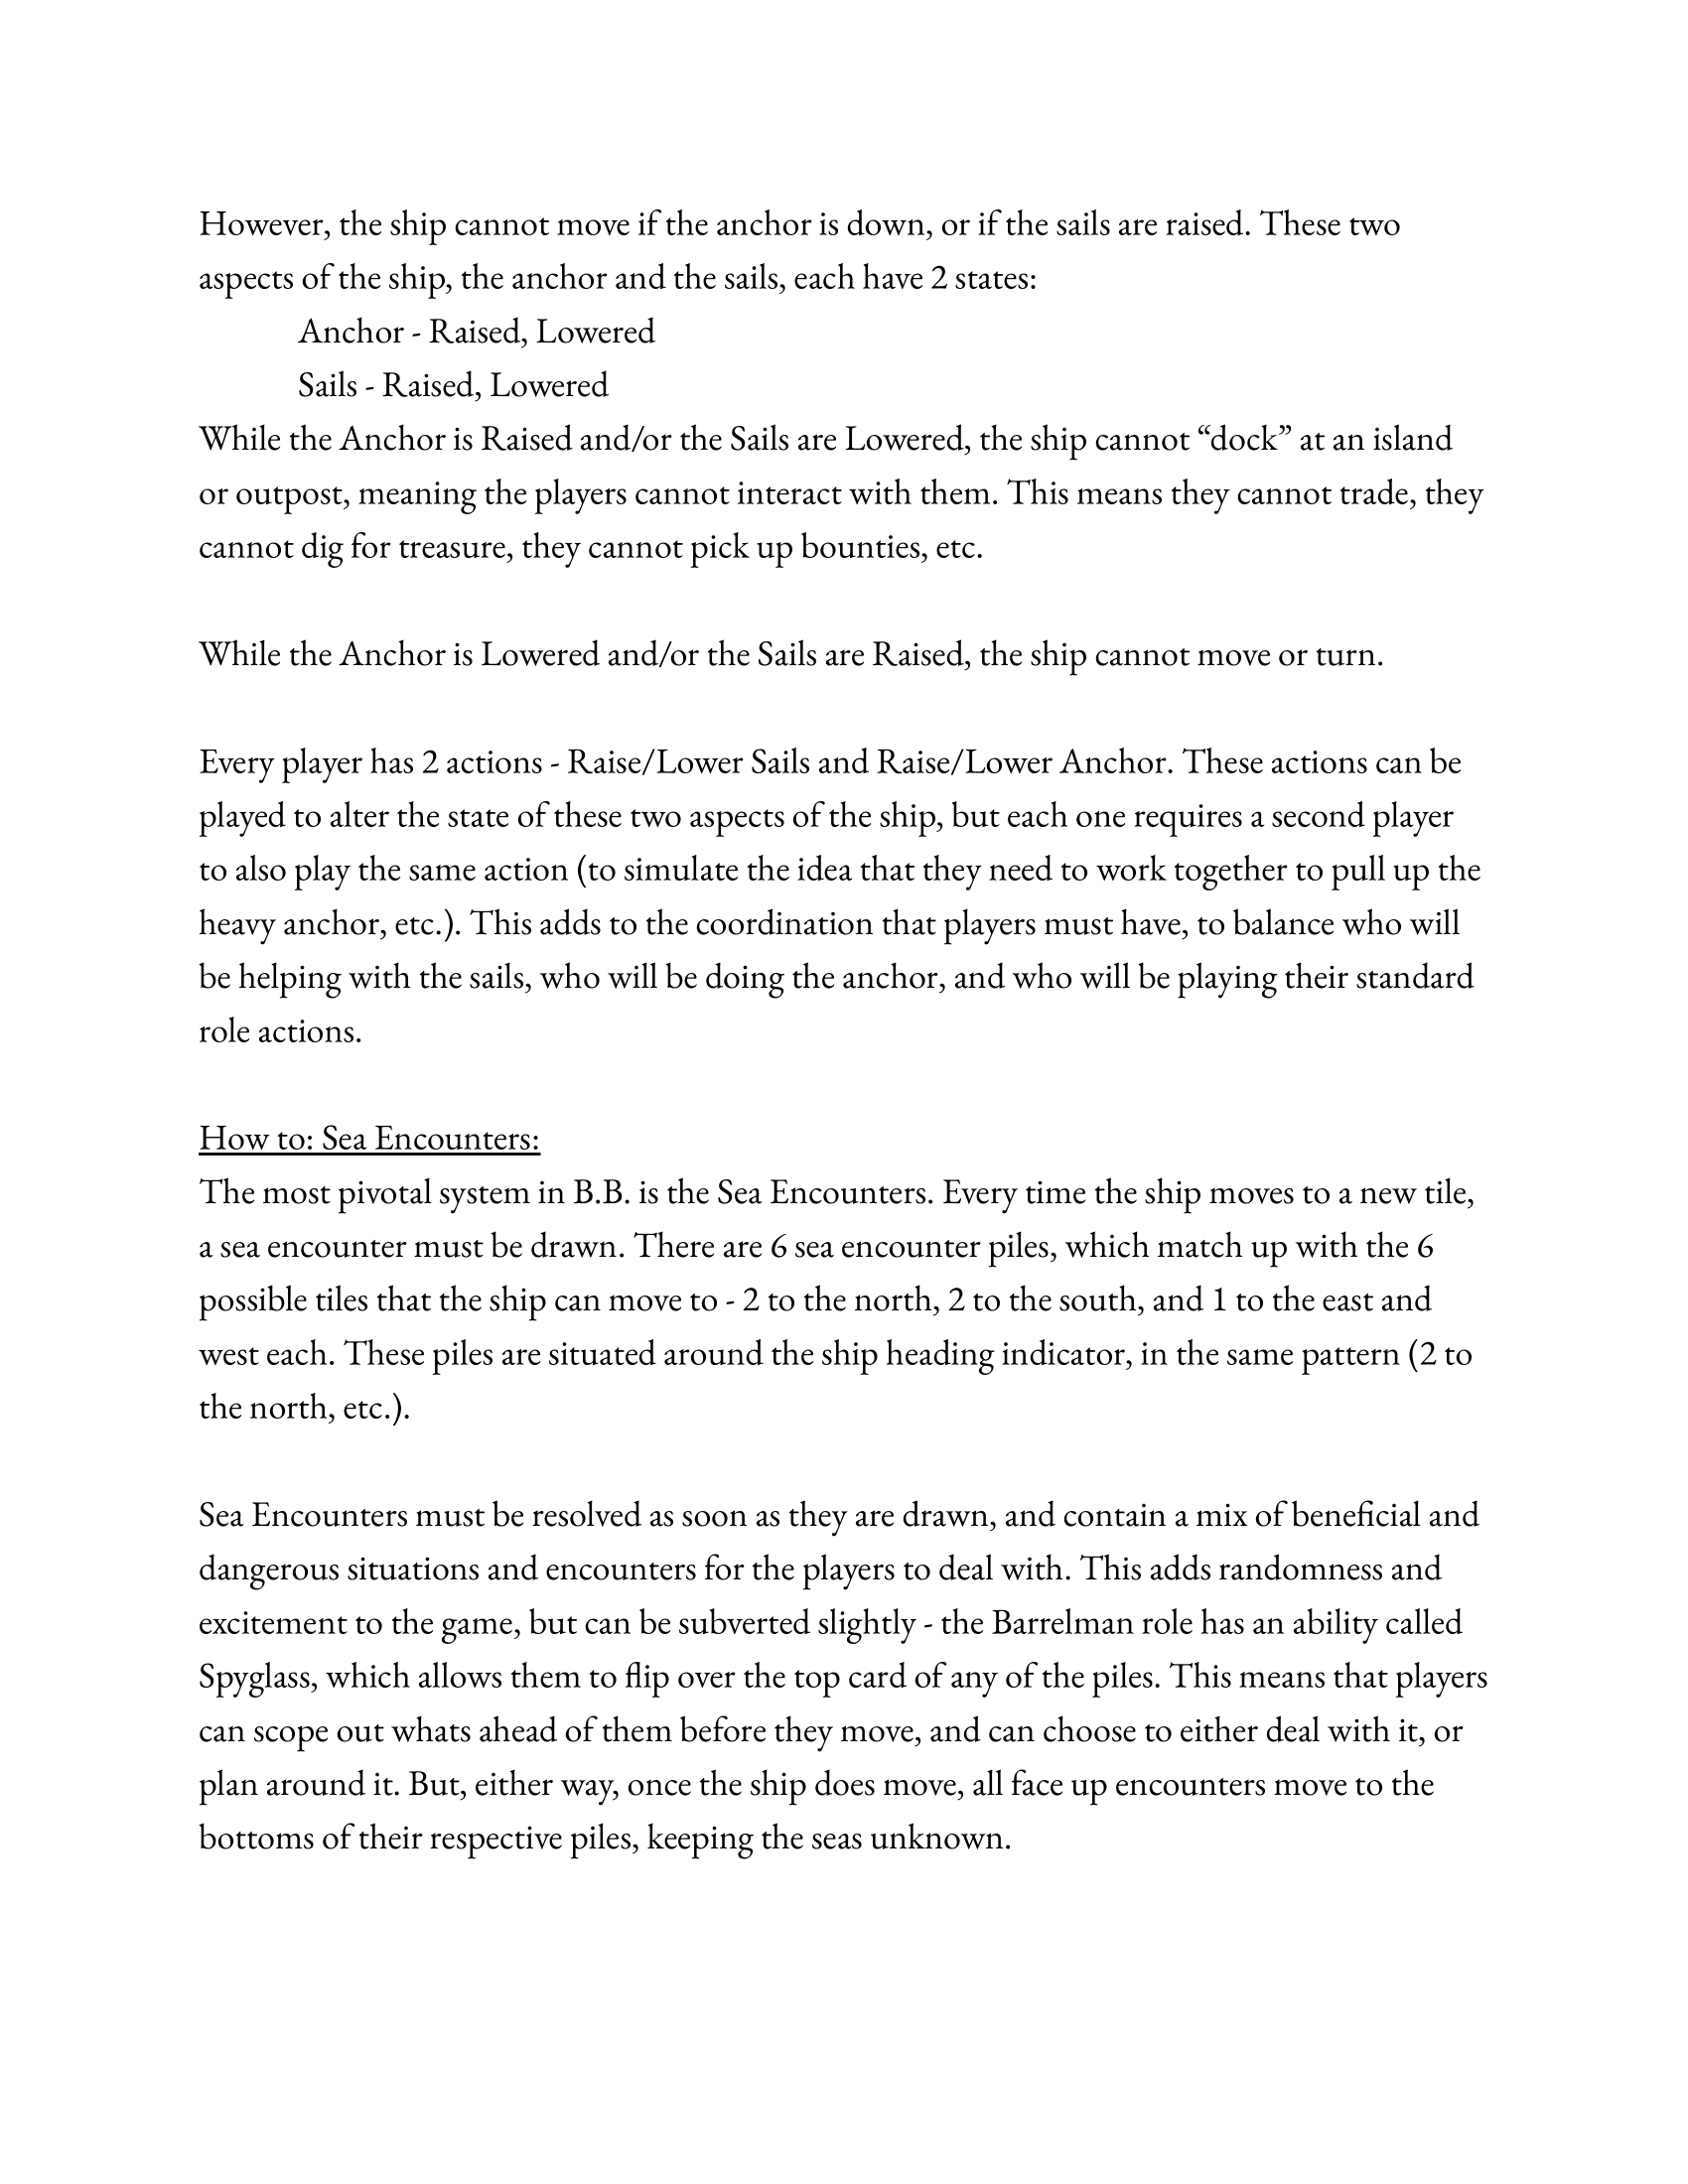 However, the ship cannot move if the anchor is down, or if the sails are raised. These two
aspects of the ship, the anchor and the sails, each have 2 states:
Anchor - Raised, Lowered
Sails - Raised, Lowered
While the Anchor is Raised and/or the Sails are Lowered, the ship cannot “dock” at an island
or outpost, meaning the players cannot interact with them. This means they cannot trade, they
cannot dig for treasure, they cannot pick up bounties, etc.
While the Anchor is Lowered and/or the Sails are Raised, the ship cannot move or turn.
Every player has 2 actions - Raise/Lower Sails and Raise/Lower Anchor. These actions can be
played to alter the state of these two aspects of the ship, but each one requires a second player
to also play the same action (to simulate the idea that they need to work together to pull up the
heavy anchor, etc.). This adds to the coordination that players must have, to balance who will
be helping with the sails, who will be doing the anchor, and who will be playing their standard
role actions.
How to: Sea Encounters:
The most pivotal system in B.B. is the Sea Encounters. Every time the ship moves to a new tile,
a sea encounter must be drawn. There are 6 sea encounter piles, which match up with the 6
possible tiles that the ship can move to - 2 to the north, 2 to the south, and 1 to the east and
west each. These piles are situated around the ship heading indicator, in the same pattern (2 to
the north, etc.).
Sea Encounters must be resolved as soon as they are drawn, and contain a mix of beneficial and
dangerous situations and encounters for the players to deal with. This adds randomness and
excitement to the game, but can be subverted slightly - the Barrelman role has an ability called
Spyglass, which allows them to flip over the top card of any of the piles. This means that players
can scope out whats ahead of them before they move, and can choose to either deal with it, or
plan around it. But, either way, once the ship does move, all face up encounters move to the
bottoms of their respective piles, keeping the seas unknown.